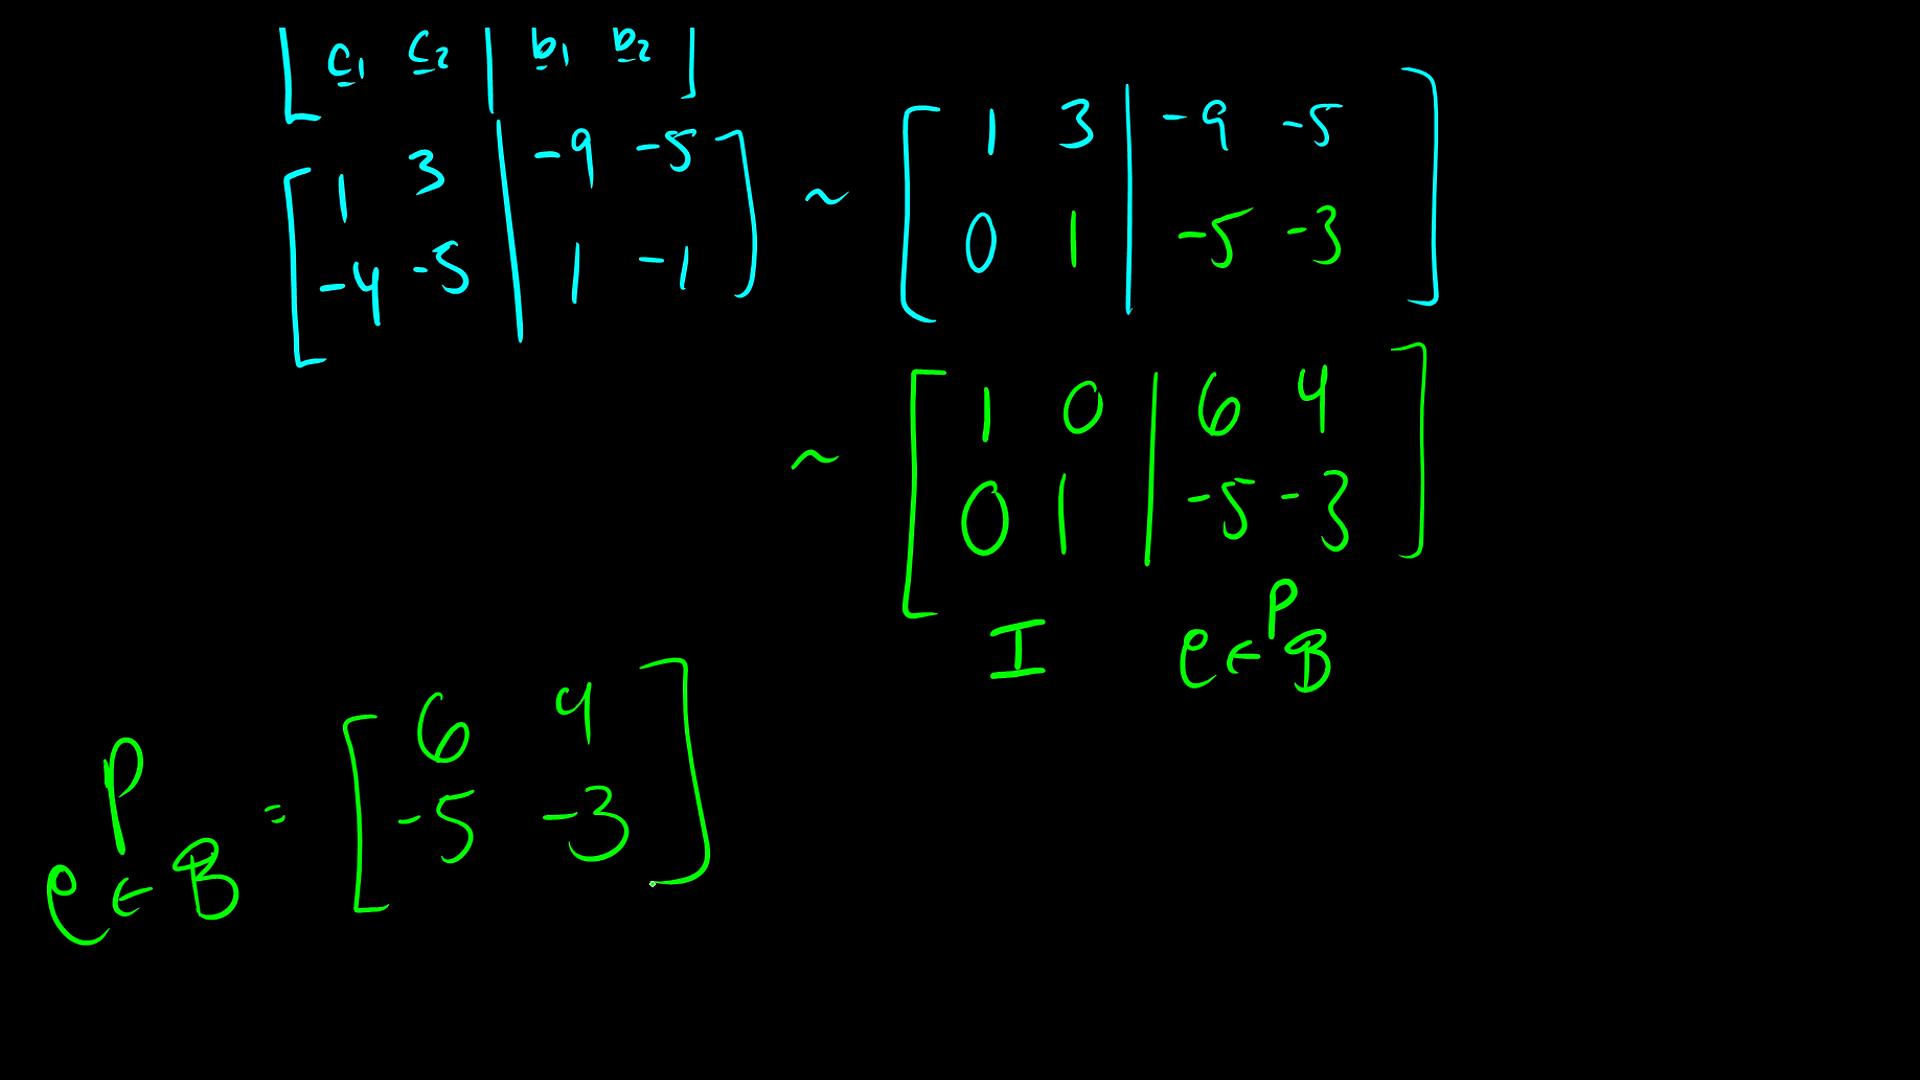 [ c₁ c₂ | b₁ b₂ ]
[ 1 3 | -9 -5 ] ~ [ 1 3 | -9 -5 ]
[ -4 -5 | 1 -1 ] [ 0 1 | -5 -3 ]
~ [ 1 0 | 6 4 ]
[ 0 1 | -5 -3 ]
I P
C ← B
P = [ 6 4 ]
C ← B [ -5 -3 ]